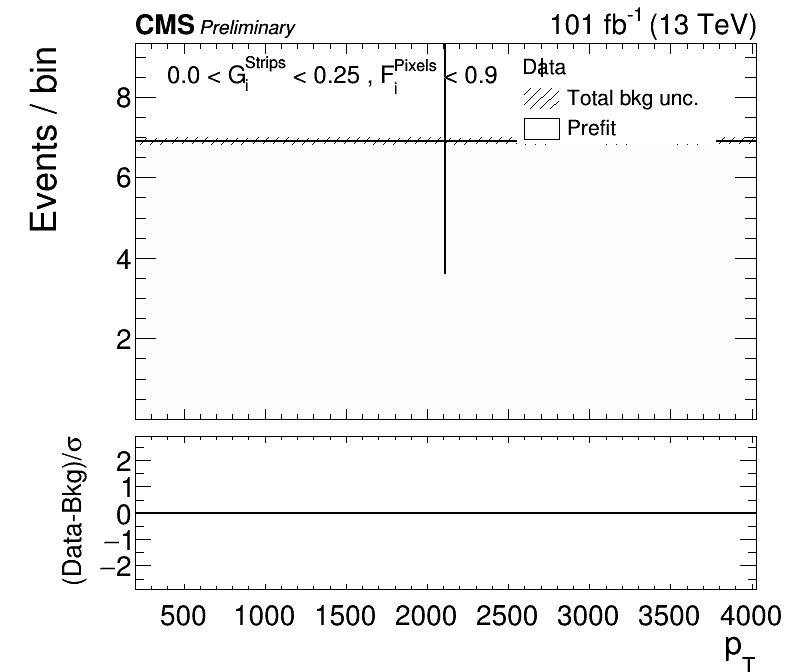 CMS Preliminary 101 fb-1 (13 TeV)
0.0 < GiStrips < 0.25 , FiPixels < 0.9
Data
Total bkg unc.
Prefit
Events / bin
8
6
4
2
(Data-Bkg)/σ
2
1
0
−1
−2
500 1000 1500 2000 2500 3000 3500 4000
pT